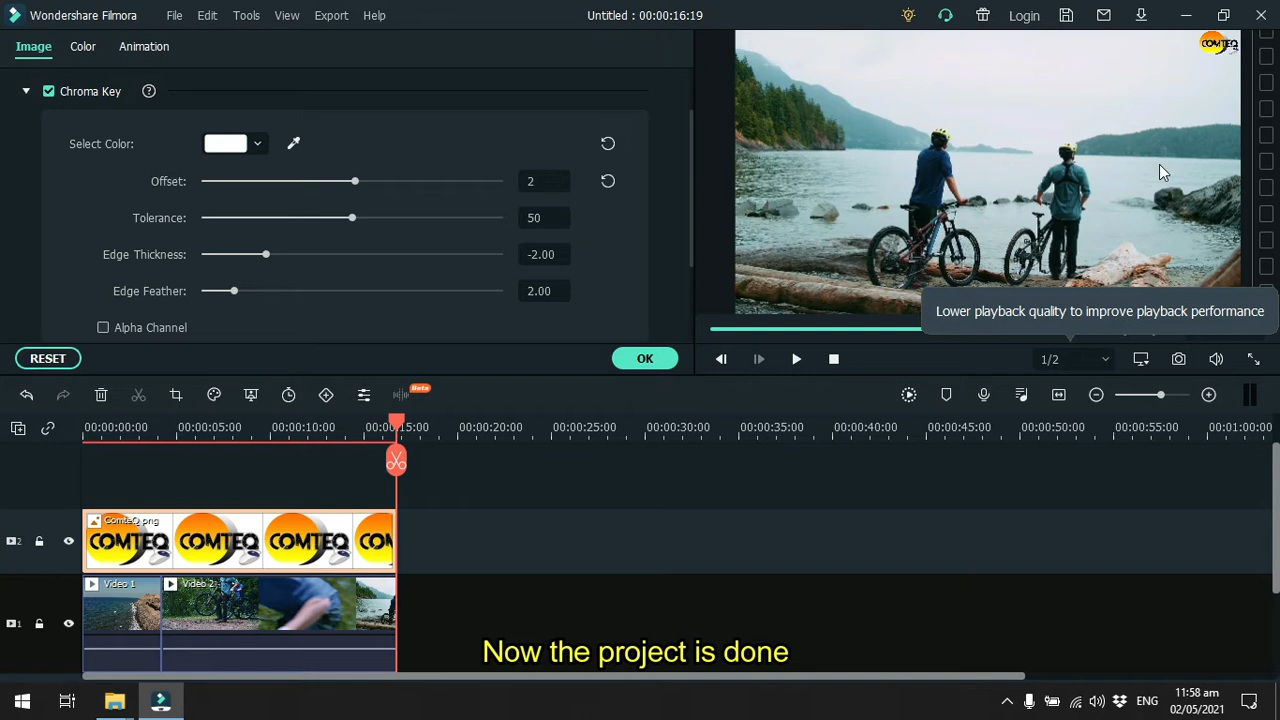 Wondershare Filmora
File
Edit
Tools
View
Export
Help
Untitled : 00:00:16:19
Login
Image
Color
Animation
Chroma Key
Select Color:
Offset:
2
Tolerance:
50
Edge Thickness:
-2.00
Edge Feather:
2.00
Alpha Channel
RESET
OK
COMTEQ
Lower playback quality to improve playback performance
1/2
Beta
00:00:00:00
00:00:05:00
00:00:10:00
00:00:15:00
00:00:20:00
00:00:25:00
00:00:30:00
00:00:35:00
00:00:40:00
00:00:45:00
00:00:50:00
00:00:55:00
00:01:00:00
2
ComteQ png
COMTEQ
COMTEQ
COMTEQ
COM
1
Video 1
Video 2
Now the project is done
ENG
11:58 am
02/05/2021